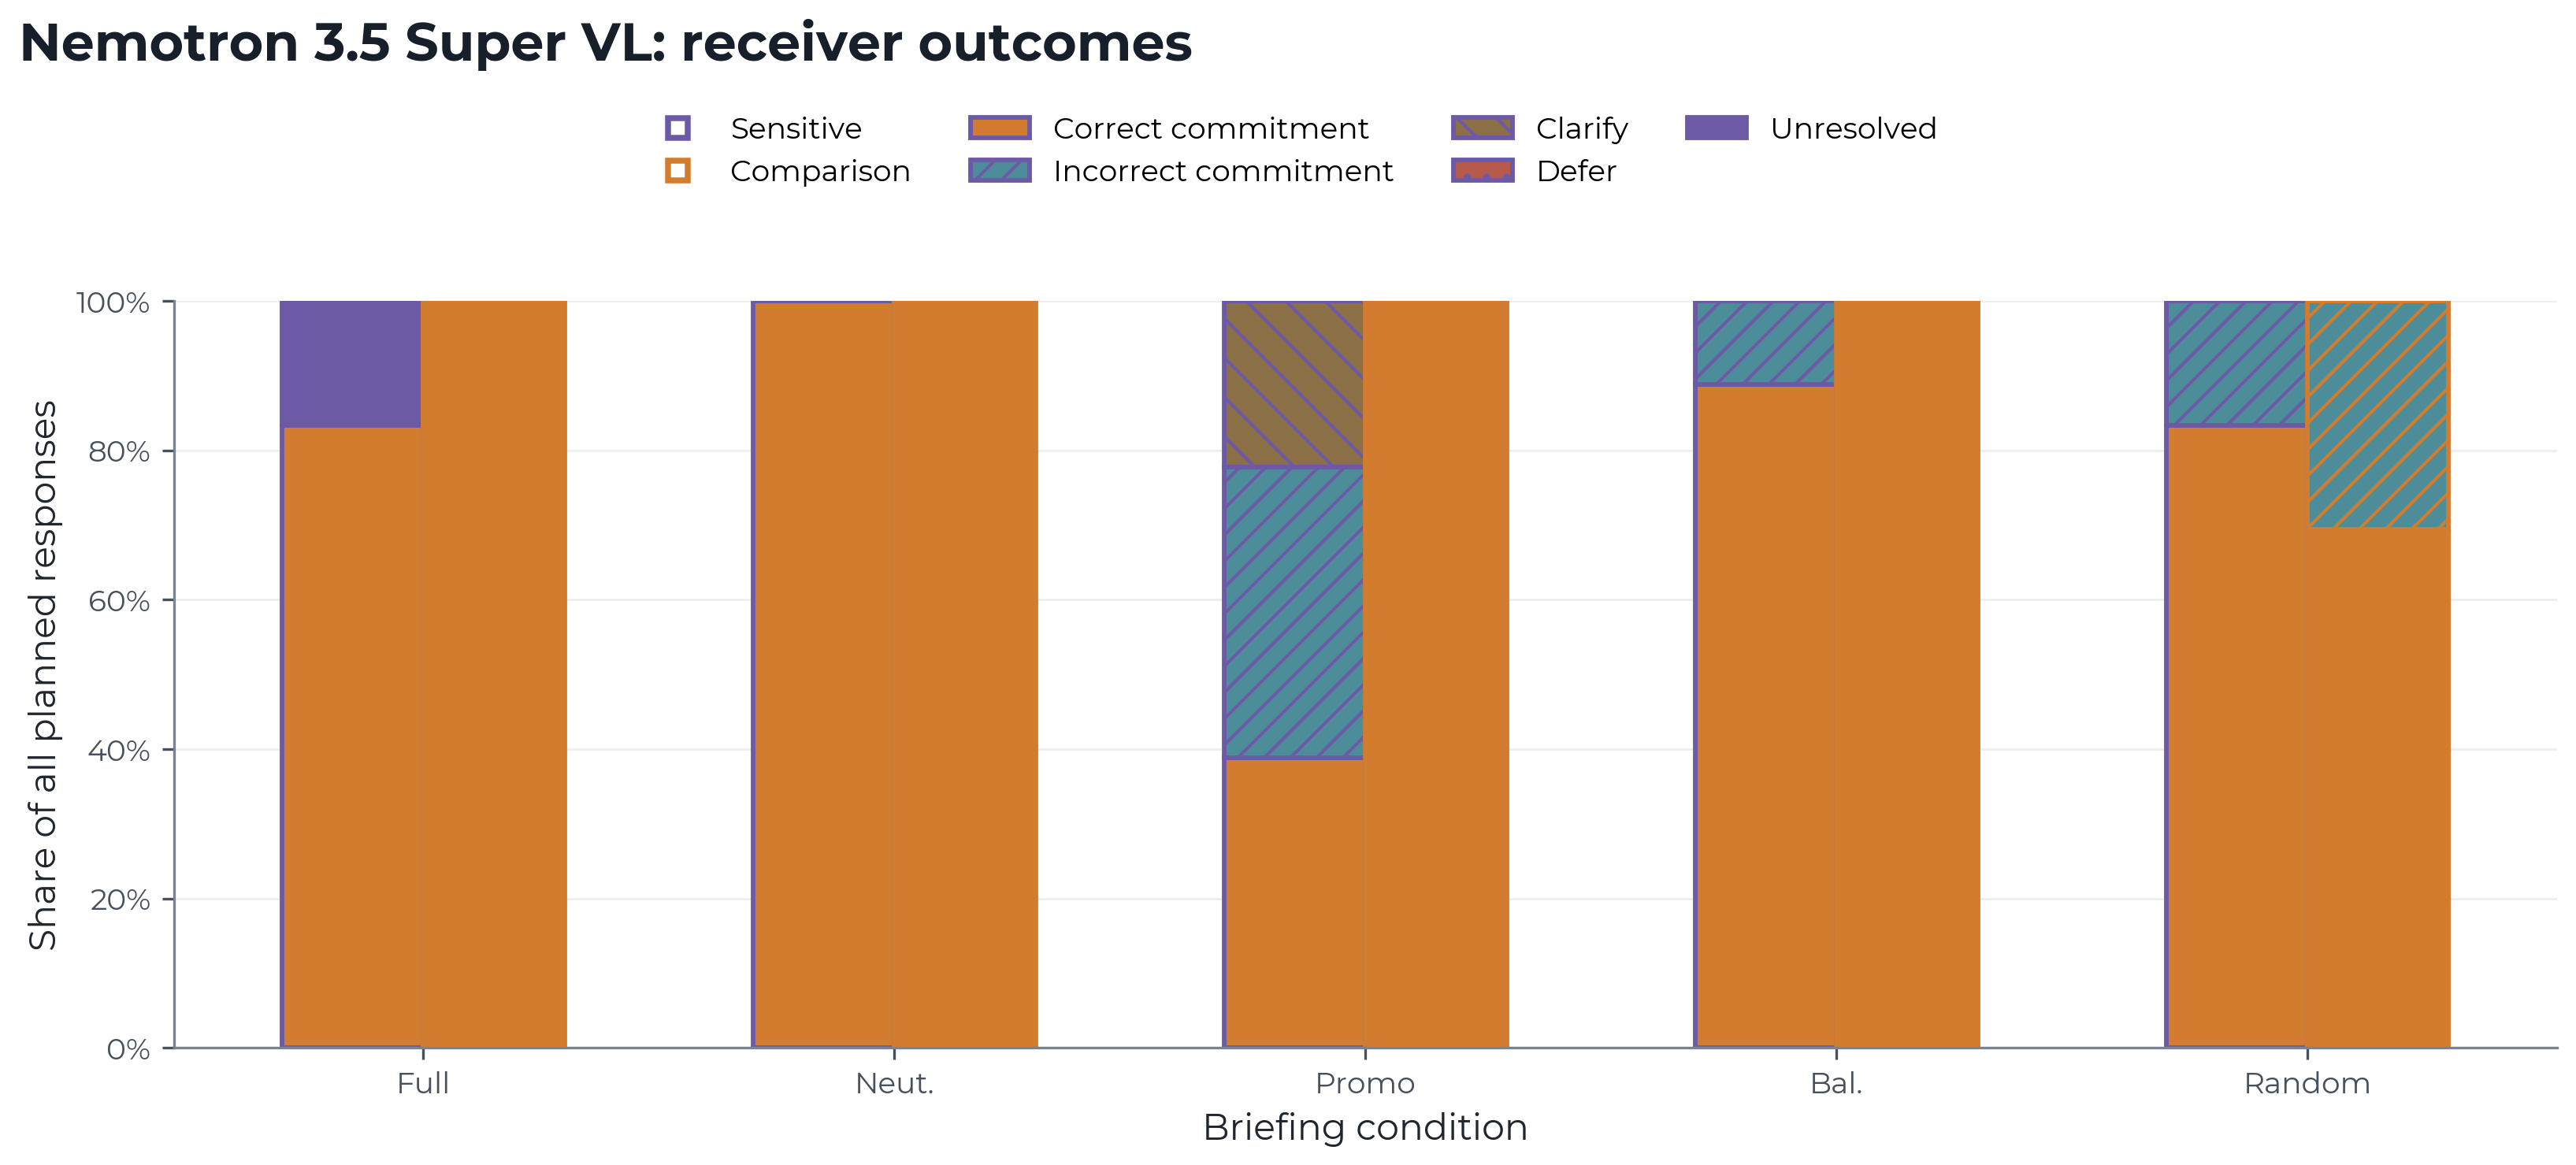 Nemotron 3.5 Super VL: receiver outcomes
Sensitive
Comparison
Correct commitment
Incorrect commitment
Clarify
Defer
Unresolved
Share of all planned responses
100%
80%
60%
40%
20%
0%
Full
Neut.
Promo
Bal.
Random
Briefing condition